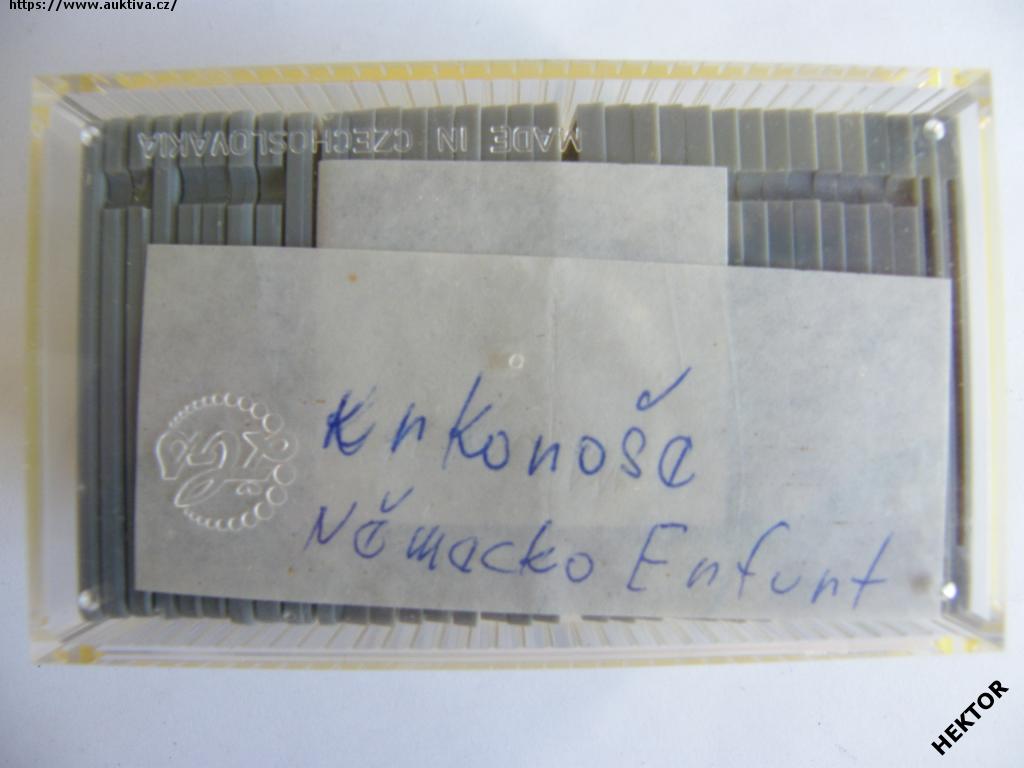 https://www.auktiva.cz/
MADE IN CZECHOSLOVAKIA
Krkonoše
Německo Erfurt
HEKTOR